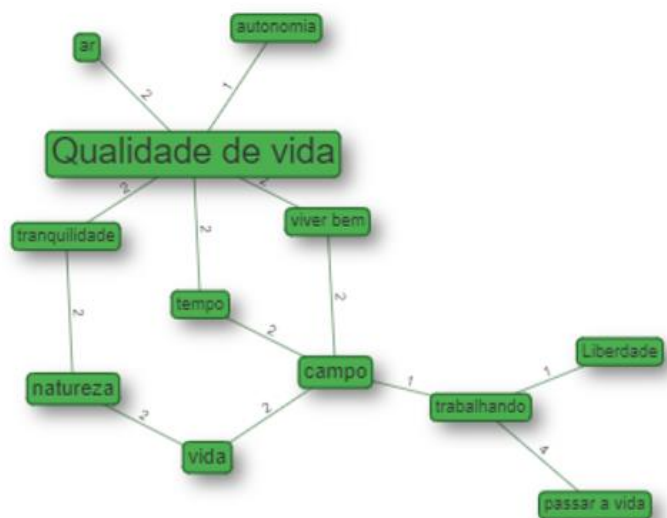 autonomia
ar
2
1
Qualidade de vida
2
2
2
viver bem
tranquilidade
2
2
tempo
2
Liberdade
campo
1
1
natureza
trabalhando
2
2
4
vida
passar a vida